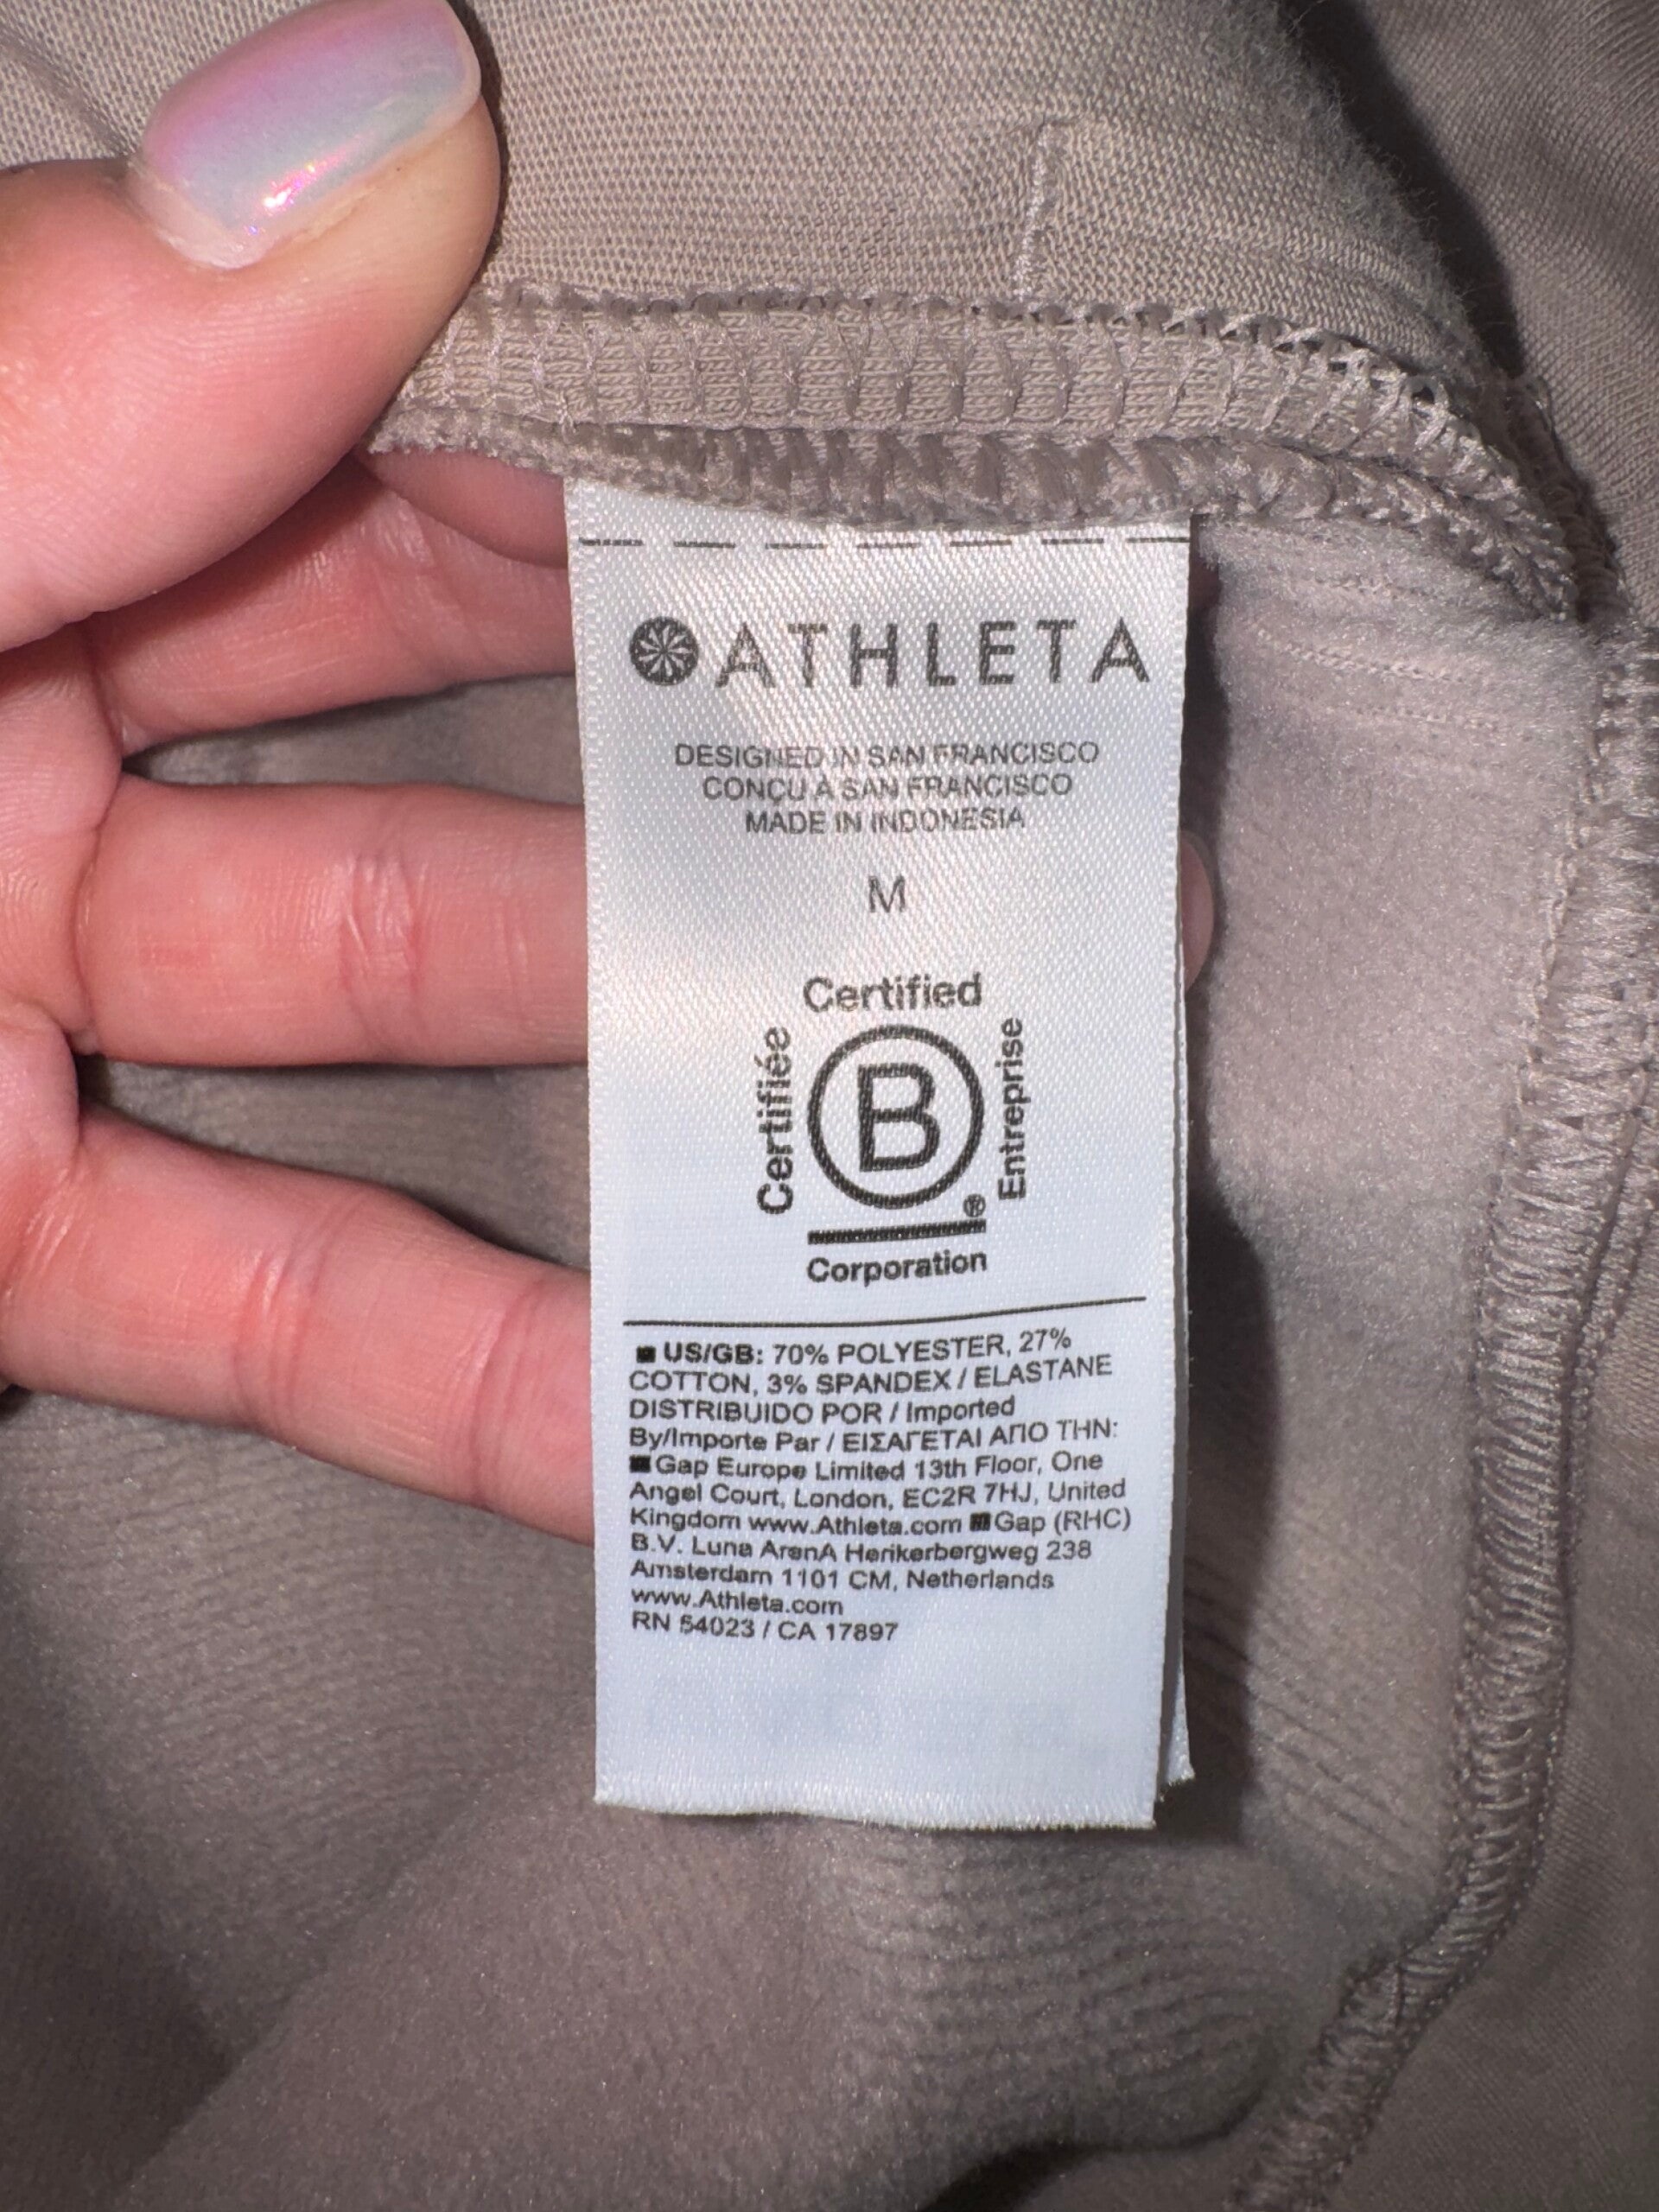 ATHLETA
DESIGNED IN SAN FRANCISCO
CONÇU À SAN FRANCISCO
MADE IN INDONESIA
M
Certified
Certifiée
B
®
Entreprise
Corporation
US/GB: 70% POLYESTER, 27%
COTTON, 3% SPANDEX / ELASTANE
DISTRIBUIDO POR / Imported
By/Importe Par / ΕΙΣΑΓΕΤΑΙ ΑΠΟ ΤΗΝ:
Gap Europe Limited 13th Floor, One
Angel Court, London, EC2R 7HJ, United
Kingdom www.Athleta.com Gap (RHC)
B.V. Luna ArenA Herikerbergweg 238
Amsterdam 1101 CM, Netherlands
www.Athleta.com
RN 54023 / CA 17897